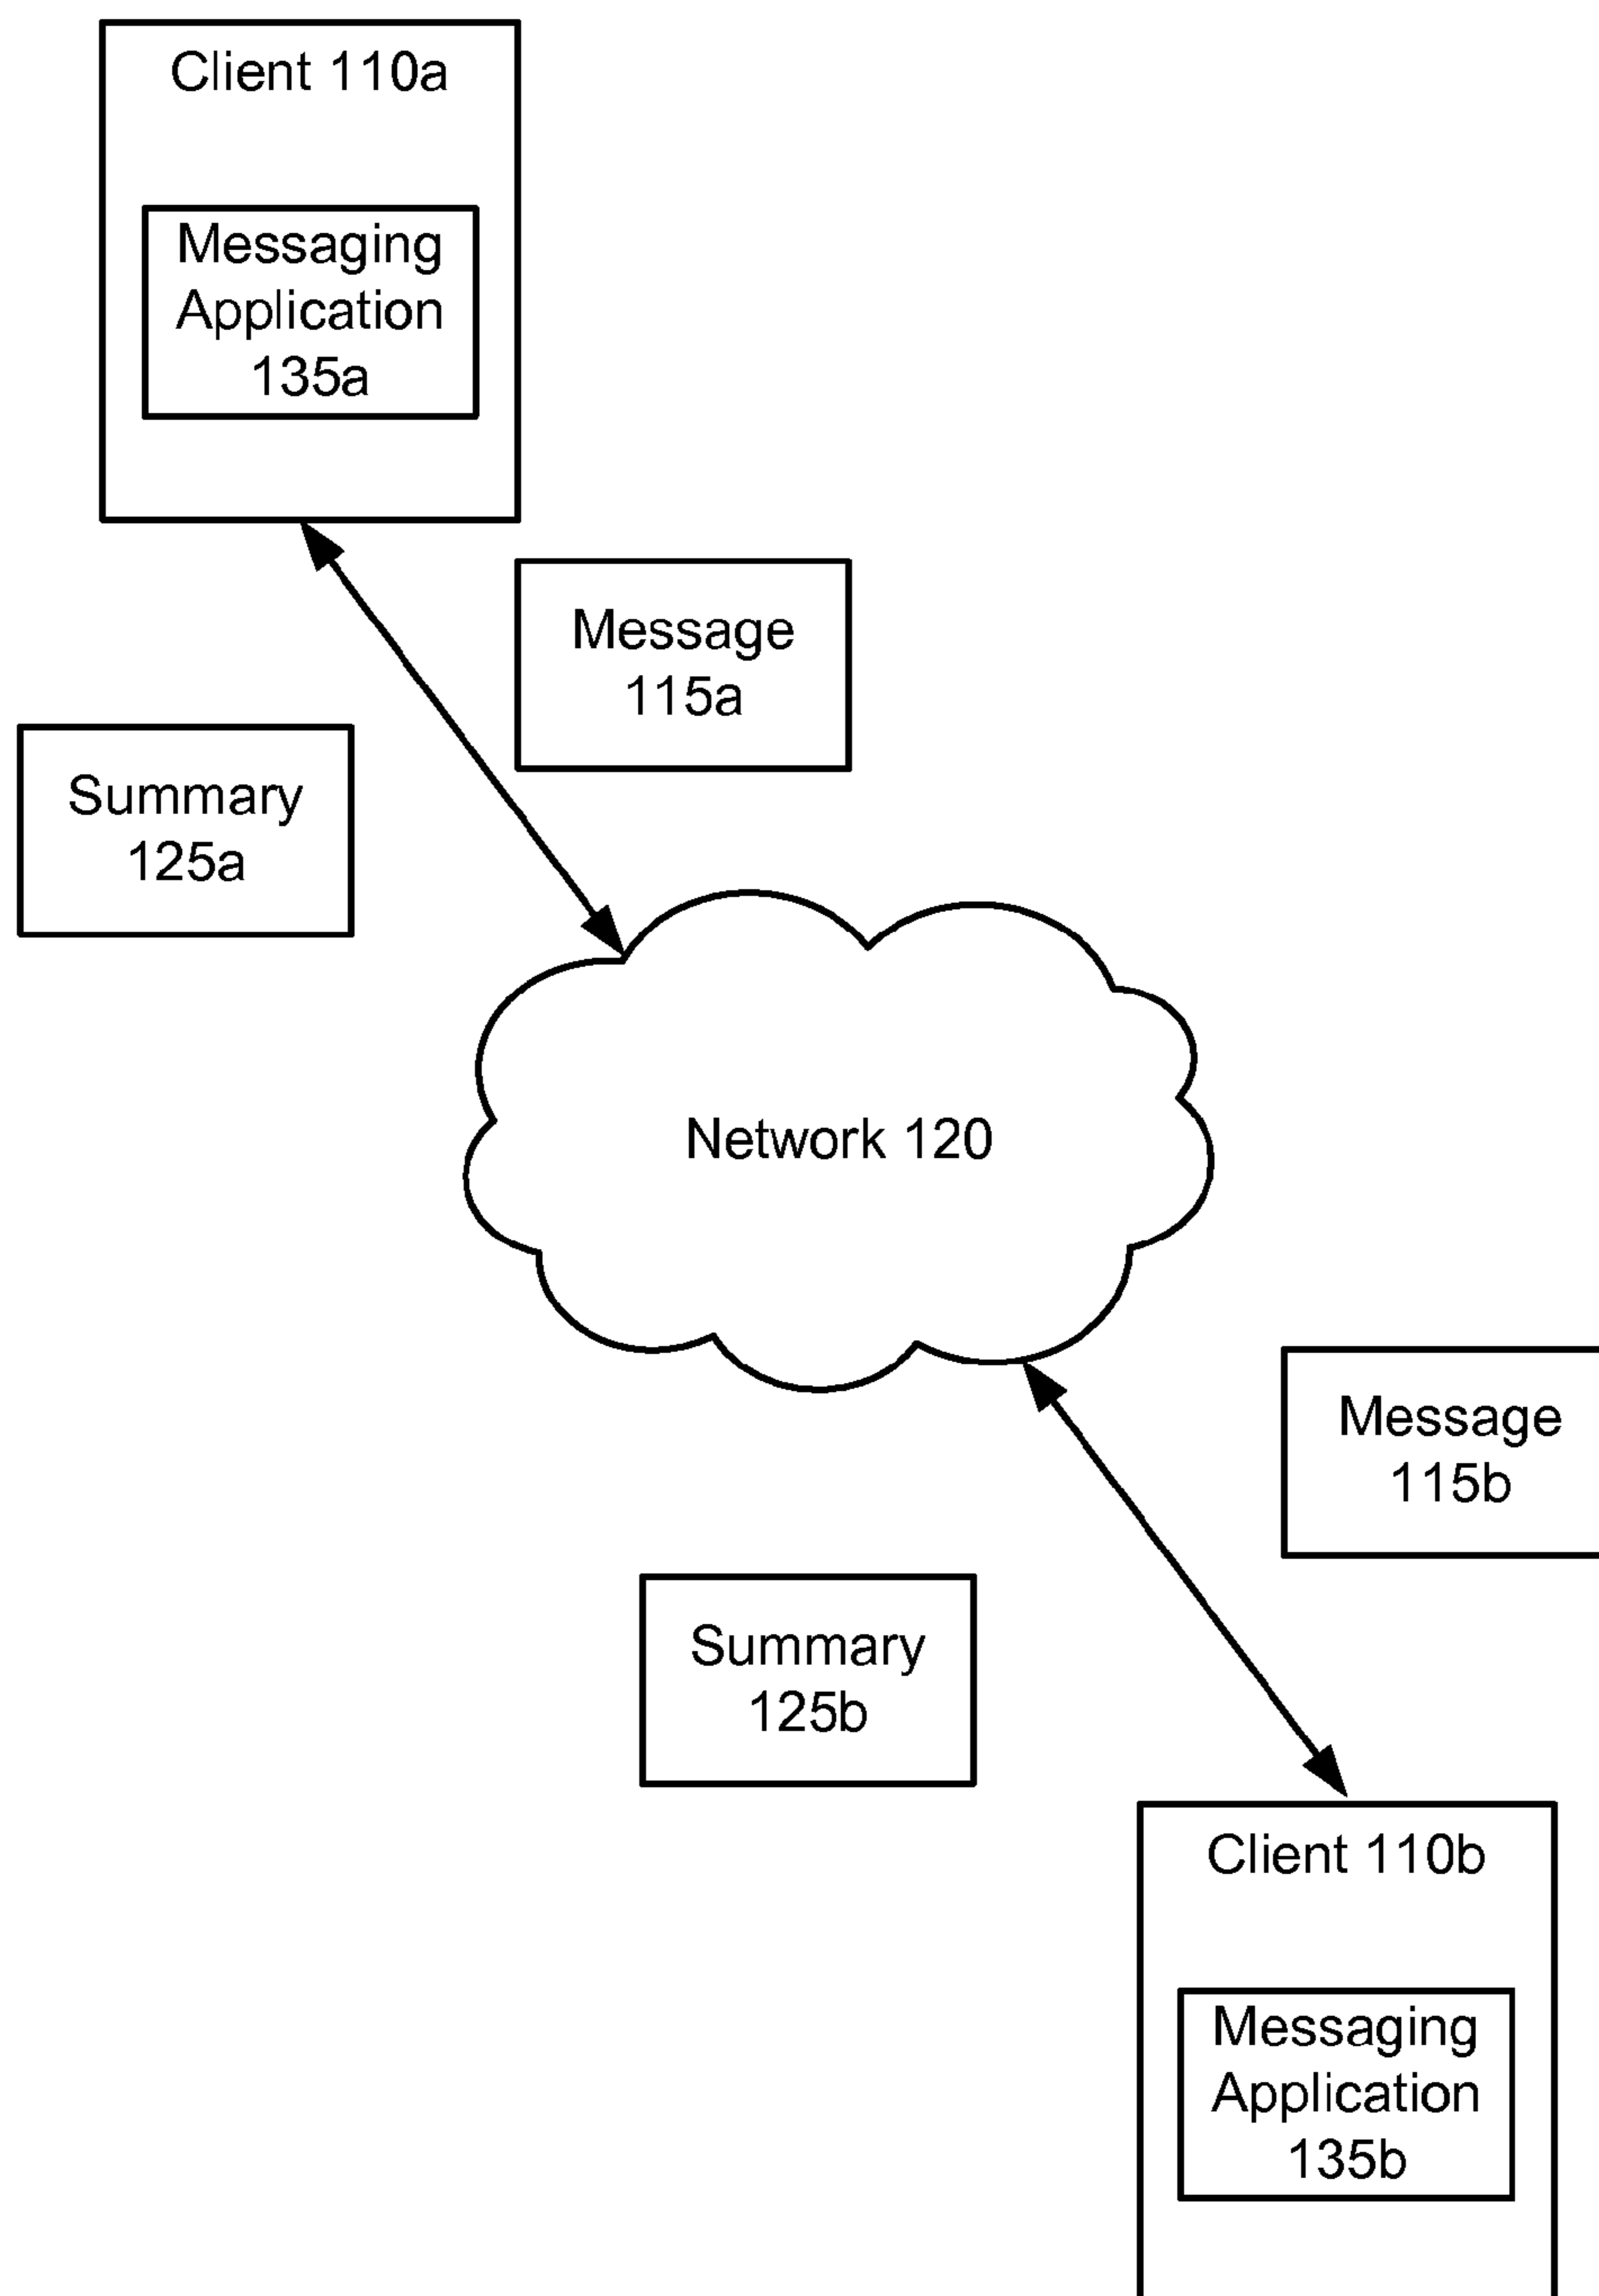 Client 110a
Messaging
Application
135a
Message
115a
Summary
125a
Network 120
Message
115b
Summary
125b
Client 110b
Messaging
Application
135b